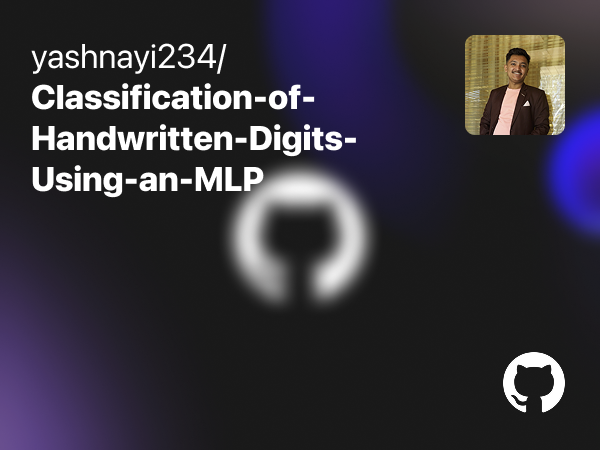 yashnayi234/
Classification-of-
Handwritten-Digits-
Using-an-MLP